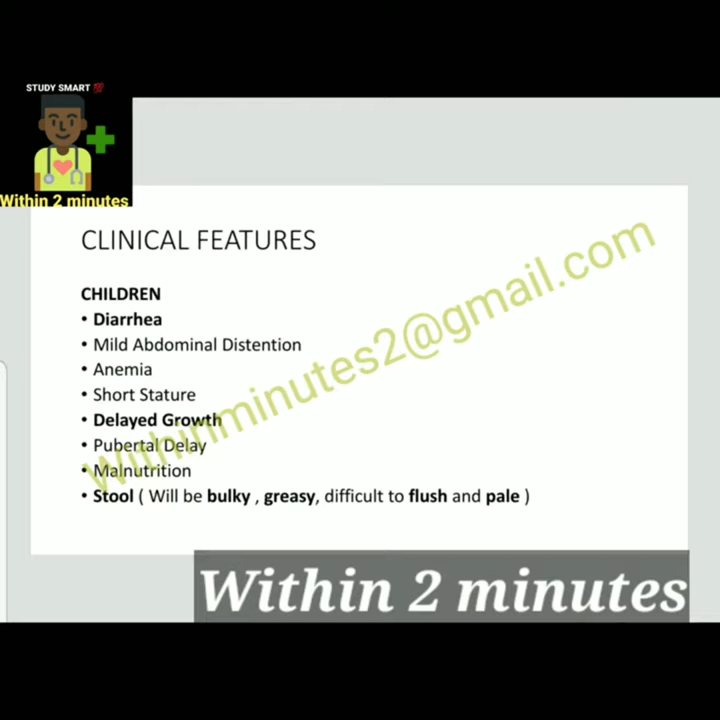 STUDY SMART 💯
Within 2 minutes
CLINICAL FEATURES
CHILDREN
• Diarrhea
• Mild Abdominal Distention
• Anemia
• Short Stature
• Delayed Growth
• Pubertal Delay
• Malnutrition
• Stool ( Will be bulky , greasy, difficult to flush and pale )
Withinminutes2@gmail.com
Within 2 minutes